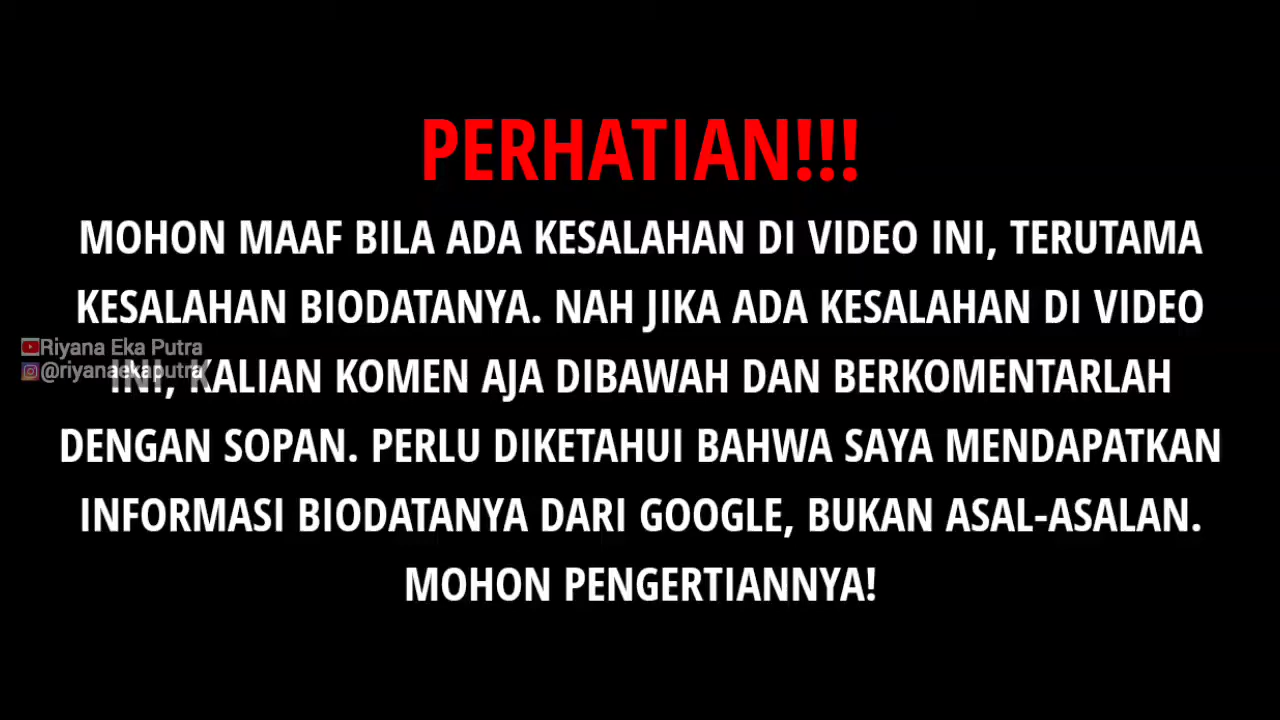 PERHATIAN!!!
MOHON MAAF BILA ADA KESALAHAN DI VIDEO INI, TERUTAMA
KESALAHAN BIODATANYA. NAH JIKA ADA KESALAHAN DI VIDEO
Riyana Eka Putra
@riyanaekaputra
INI, KALIAN KOMEN AJA DIBAWAH DAN BERKOMENTARLAH
DENGAN SOPAN. PERLU DIKETAHUI BAHWA SAYA MENDAPATKAN
INFORMASI BIODATANYA DARI GOOGLE, BUKAN ASAL-ASALAN.
MOHON PENGERTIANNYA!